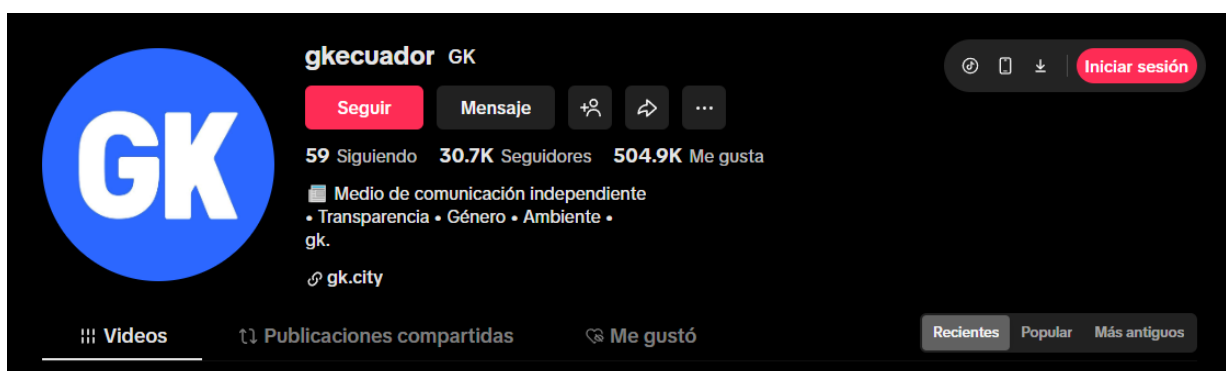 GK
gkecuador GK
Iniciar sesión
Seguir Mensaje
59 Siguiendo 30.7K Seguidores 504.9K Me gusta
Medio de comunicación independiente
• Transparencia • Género • Ambiente •
gk.
gk.city
Videos Publicaciones compartidas Me gustó
Recientes Popular Más antiguos